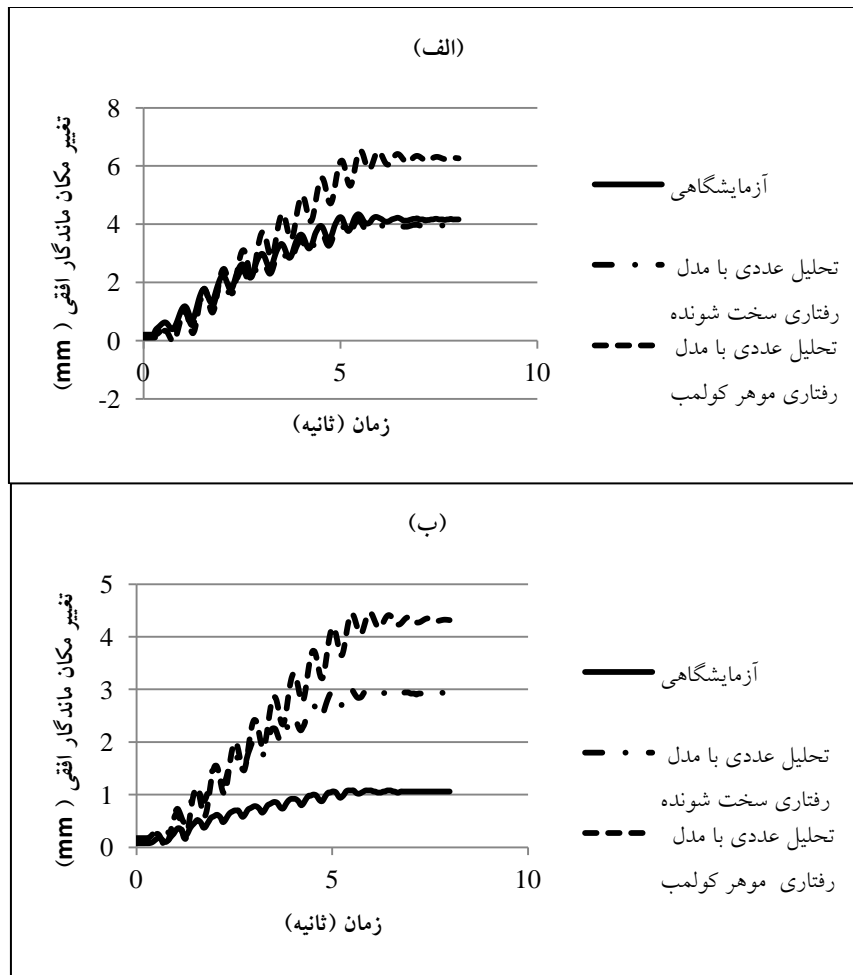 (الف)
تغییر مکان ماندگار افقی ( mm)
8
6
4
2
0
-2
0
5
10
زمان (ثانیه)
آزمایشگاهی
تحلیل عددی با مدل
رفتاری سخت شونده
تحلیل عددی با مدل
رفتاری موهر کولمب
(ب)
تغییر مکان ماندگار افقی ( mm)
5
4
3
2
1
0
0
5
10
زمان (ثانیه)
آزمایشگاهی
تحلیل عددی با مدل
رفتاری سخت شونده
تحلیل عددی با مدل
رفتاری موهر کولمب